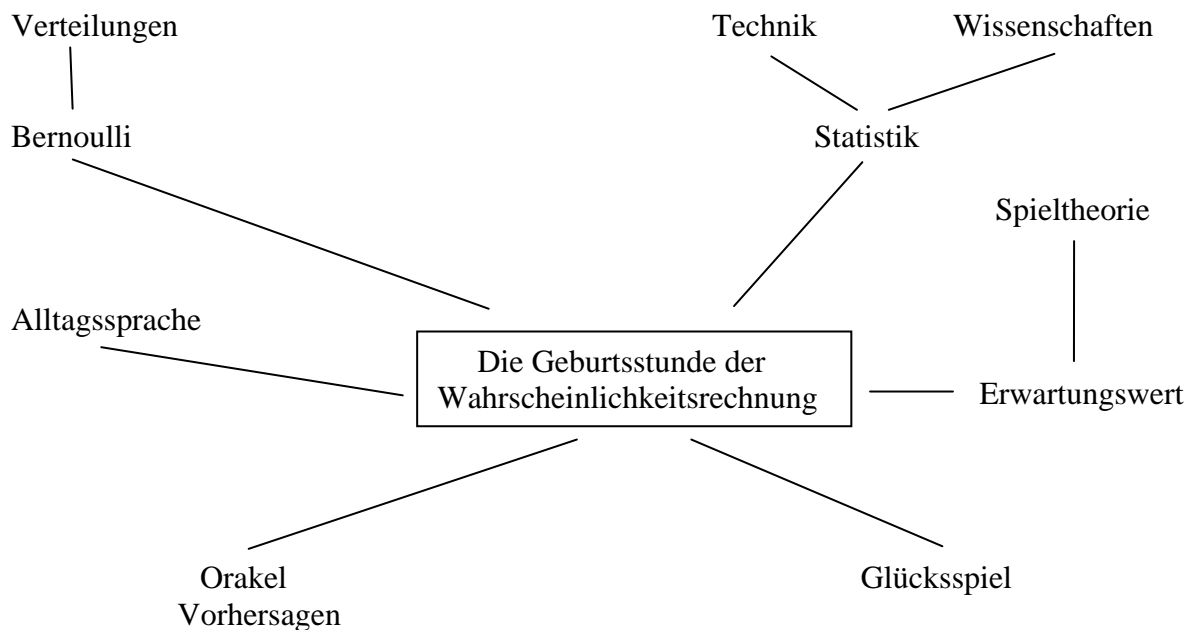 Verteilungen
Technik
Wissenschaften
Bernoulli
Statistik
Spieltheorie
Alltagssprache
Die Geburtsstunde der
Wahrscheinlichkeitsrechnung
Erwartungswert
Orakel
Vorhersagen
Glücksspiel